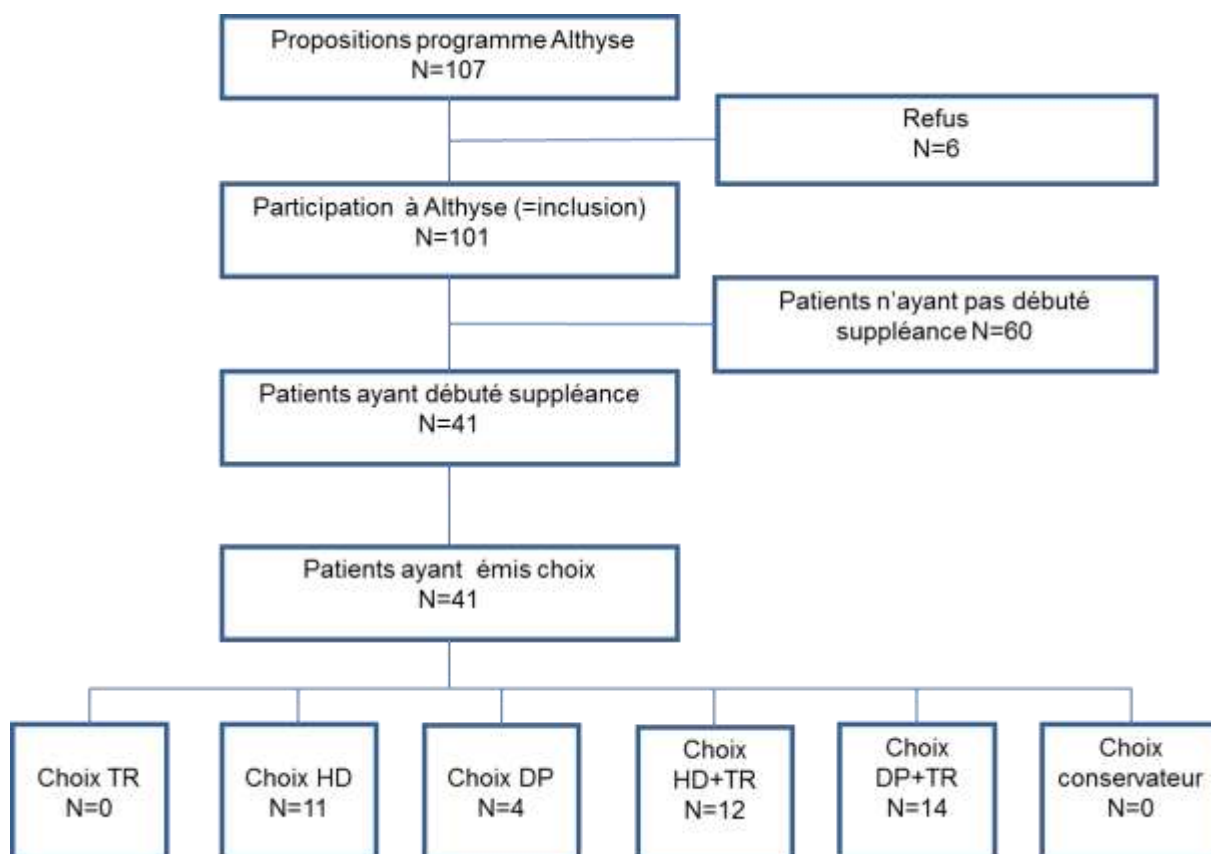 Propositions programme Althyse
N=107
Refus
N=6
Participation à Althyse (=inclusion)
N=101
Patients n'ayant pas débuté
suppléance N=60
Patients ayant débuté suppléance
N=41
Patients ayant émis choix
N=41
Choix TR
N=0
Choix HD
N=11
Choix DP
N=4
Choix
HD+TR
N=12
Choix
DP+TR
N=14
Choix
conservateur
N=0